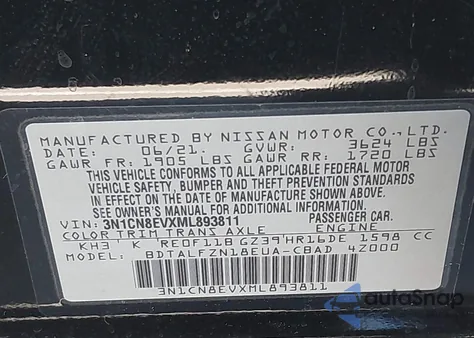 MANUFACTURED BY NISSAN MOTOR CO., LTD.
DATE: 06/21. GVWR: 3624 LBS
GAWR FR: 1905 LBS GAWR RR: 1720 LBS
THIS VEHICLE CONFORMS TO ALL APPLICABLE FEDERAL MOTOR
VEHICLE SAFETY, BUMPER AND THEFT PREVENTION STANDARDS
IN EFFECT ON THE DATE OF MANUFACTURE SHOWN ABOVE.
SEE OWNER'S MANUAL FOR ADDITIONAL INFORMATION.
VIN: 3N1CN8EVXML893811 PASSENGER CAR.
COLOR TRIM TRANS AXLE ENGINE
KH3 K RE0F11B GZ39 HR16DE 1598 CC
MODEL: BDTALFZN18EUA-CBAD 4Z000
3N1CN8EVXML893811
autoSnap